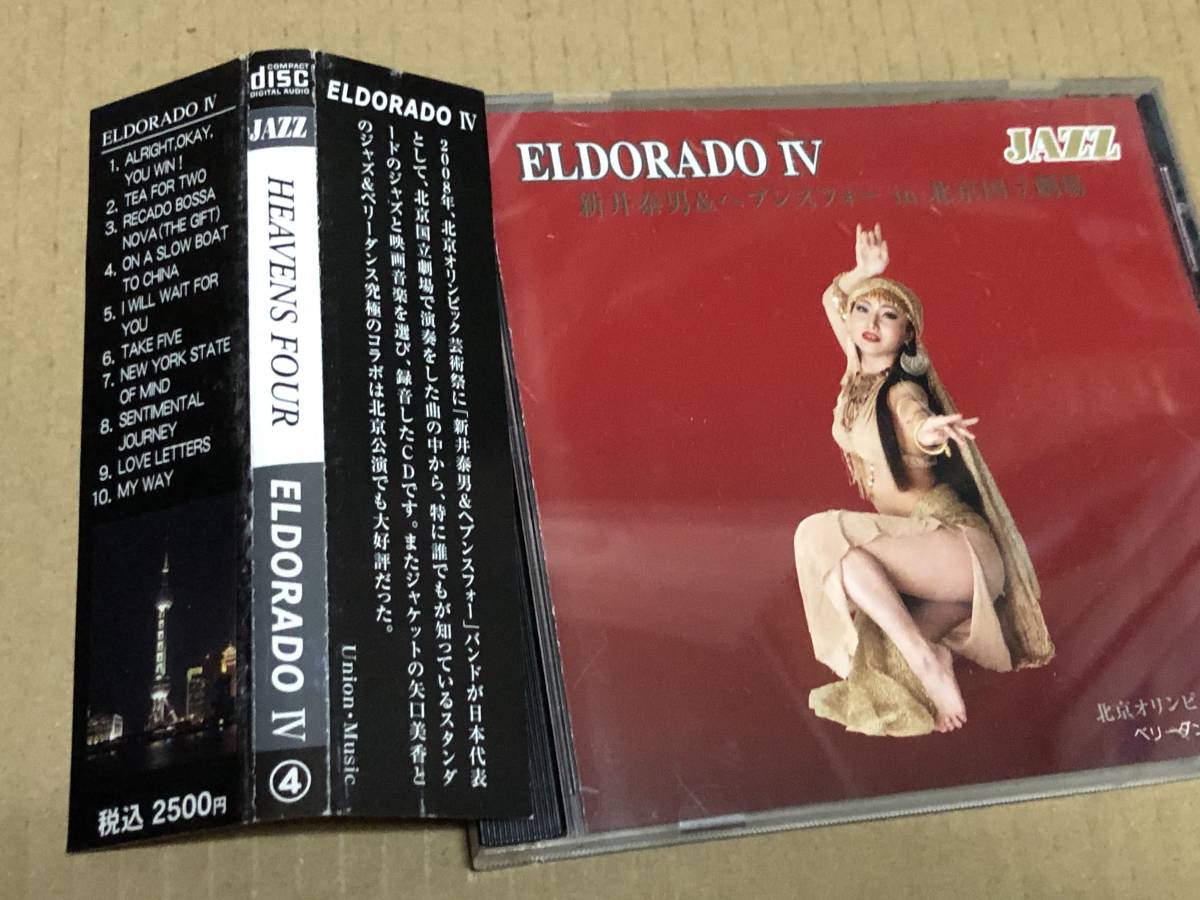 ELDORADO IV
1. ALRIGHT,OKAY,
YOU WIN!
2. TEA FOR TWO
3. RECADO BOSSA
NOVA(THE GIFT)
4. ON A SLOW BOAT
TO CHINA
5. I WILL WAIT FOR
YOU
6. TAKE FIVE
7. NEW YORK STATE
OF MIND
8. SENTIMENTAL
JOURNEY
9. LOVE LETTERS
10. MY WAY
税込 2500円
COMPACT
disc
DIGITAL AUDIO
JAZZ
HEAVENS FOUR
ELDORADO IV ④
ELDORADO IV
2008年、北京オリンピック芸術祭に「新井泰男&ヘブンスフォー」バンドが日本代表
として、北京国立劇場で演奏をした曲の中から、特に誰でもが知っているスタンダ
ードのジャズと映画音楽を選び、録音したCDです。またジャケットの矢口美香と
のジャズ&ベリーダンス究極のコラボは北京公演でも大好評だった。
Union・Music
ELDORADO IV
JAZZ
新井泰男&ヘブンスフォー in 北京国立劇場
北京オリンピ
ベリーダン